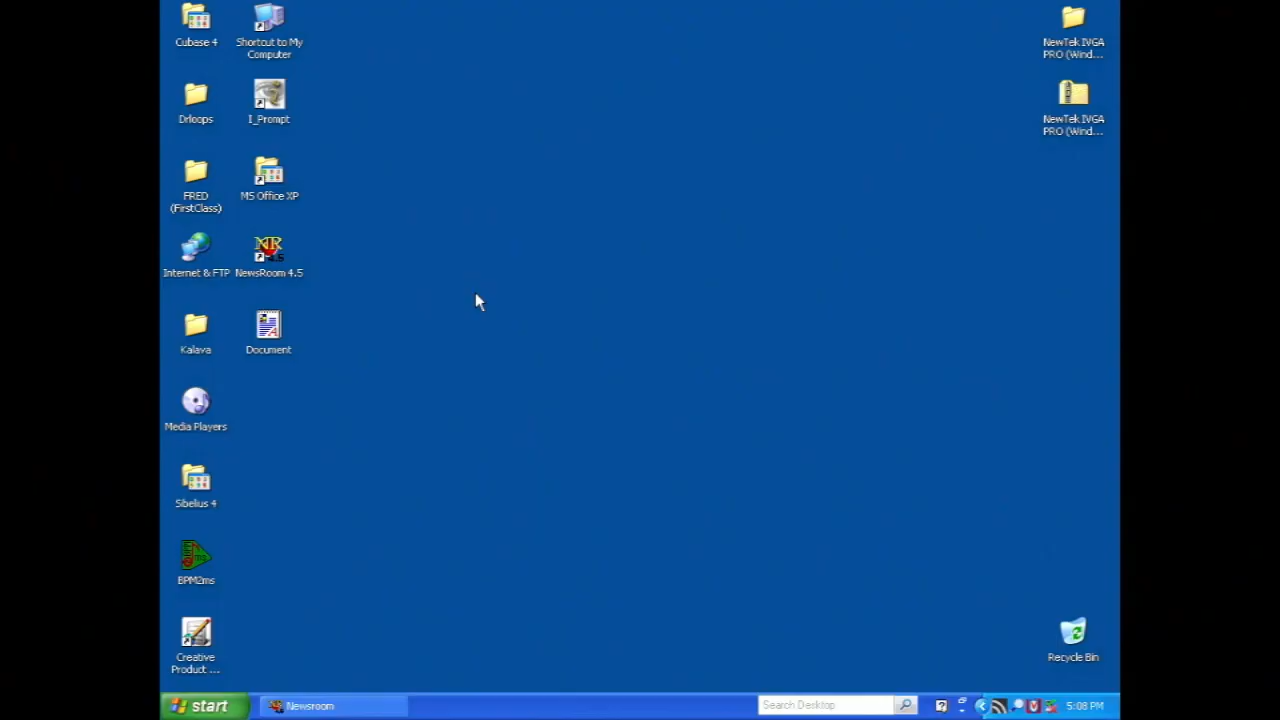 Cubase 4
Shortcut to My
Computer
NewTek IVGA
PRO (Wind...
Drloops
I_Prompt
NewTek IVGA
PRO (Wind...
FRED
(FirstClass)
MS Office XP
Internet & FTP
NewsRoom 4.5
Kalava
Document
Media Players
Sibelius 4
BPM2ms
Creative
Product ...
Recycle Bin
start
Newsroom
Search Desktop
5:08 PM